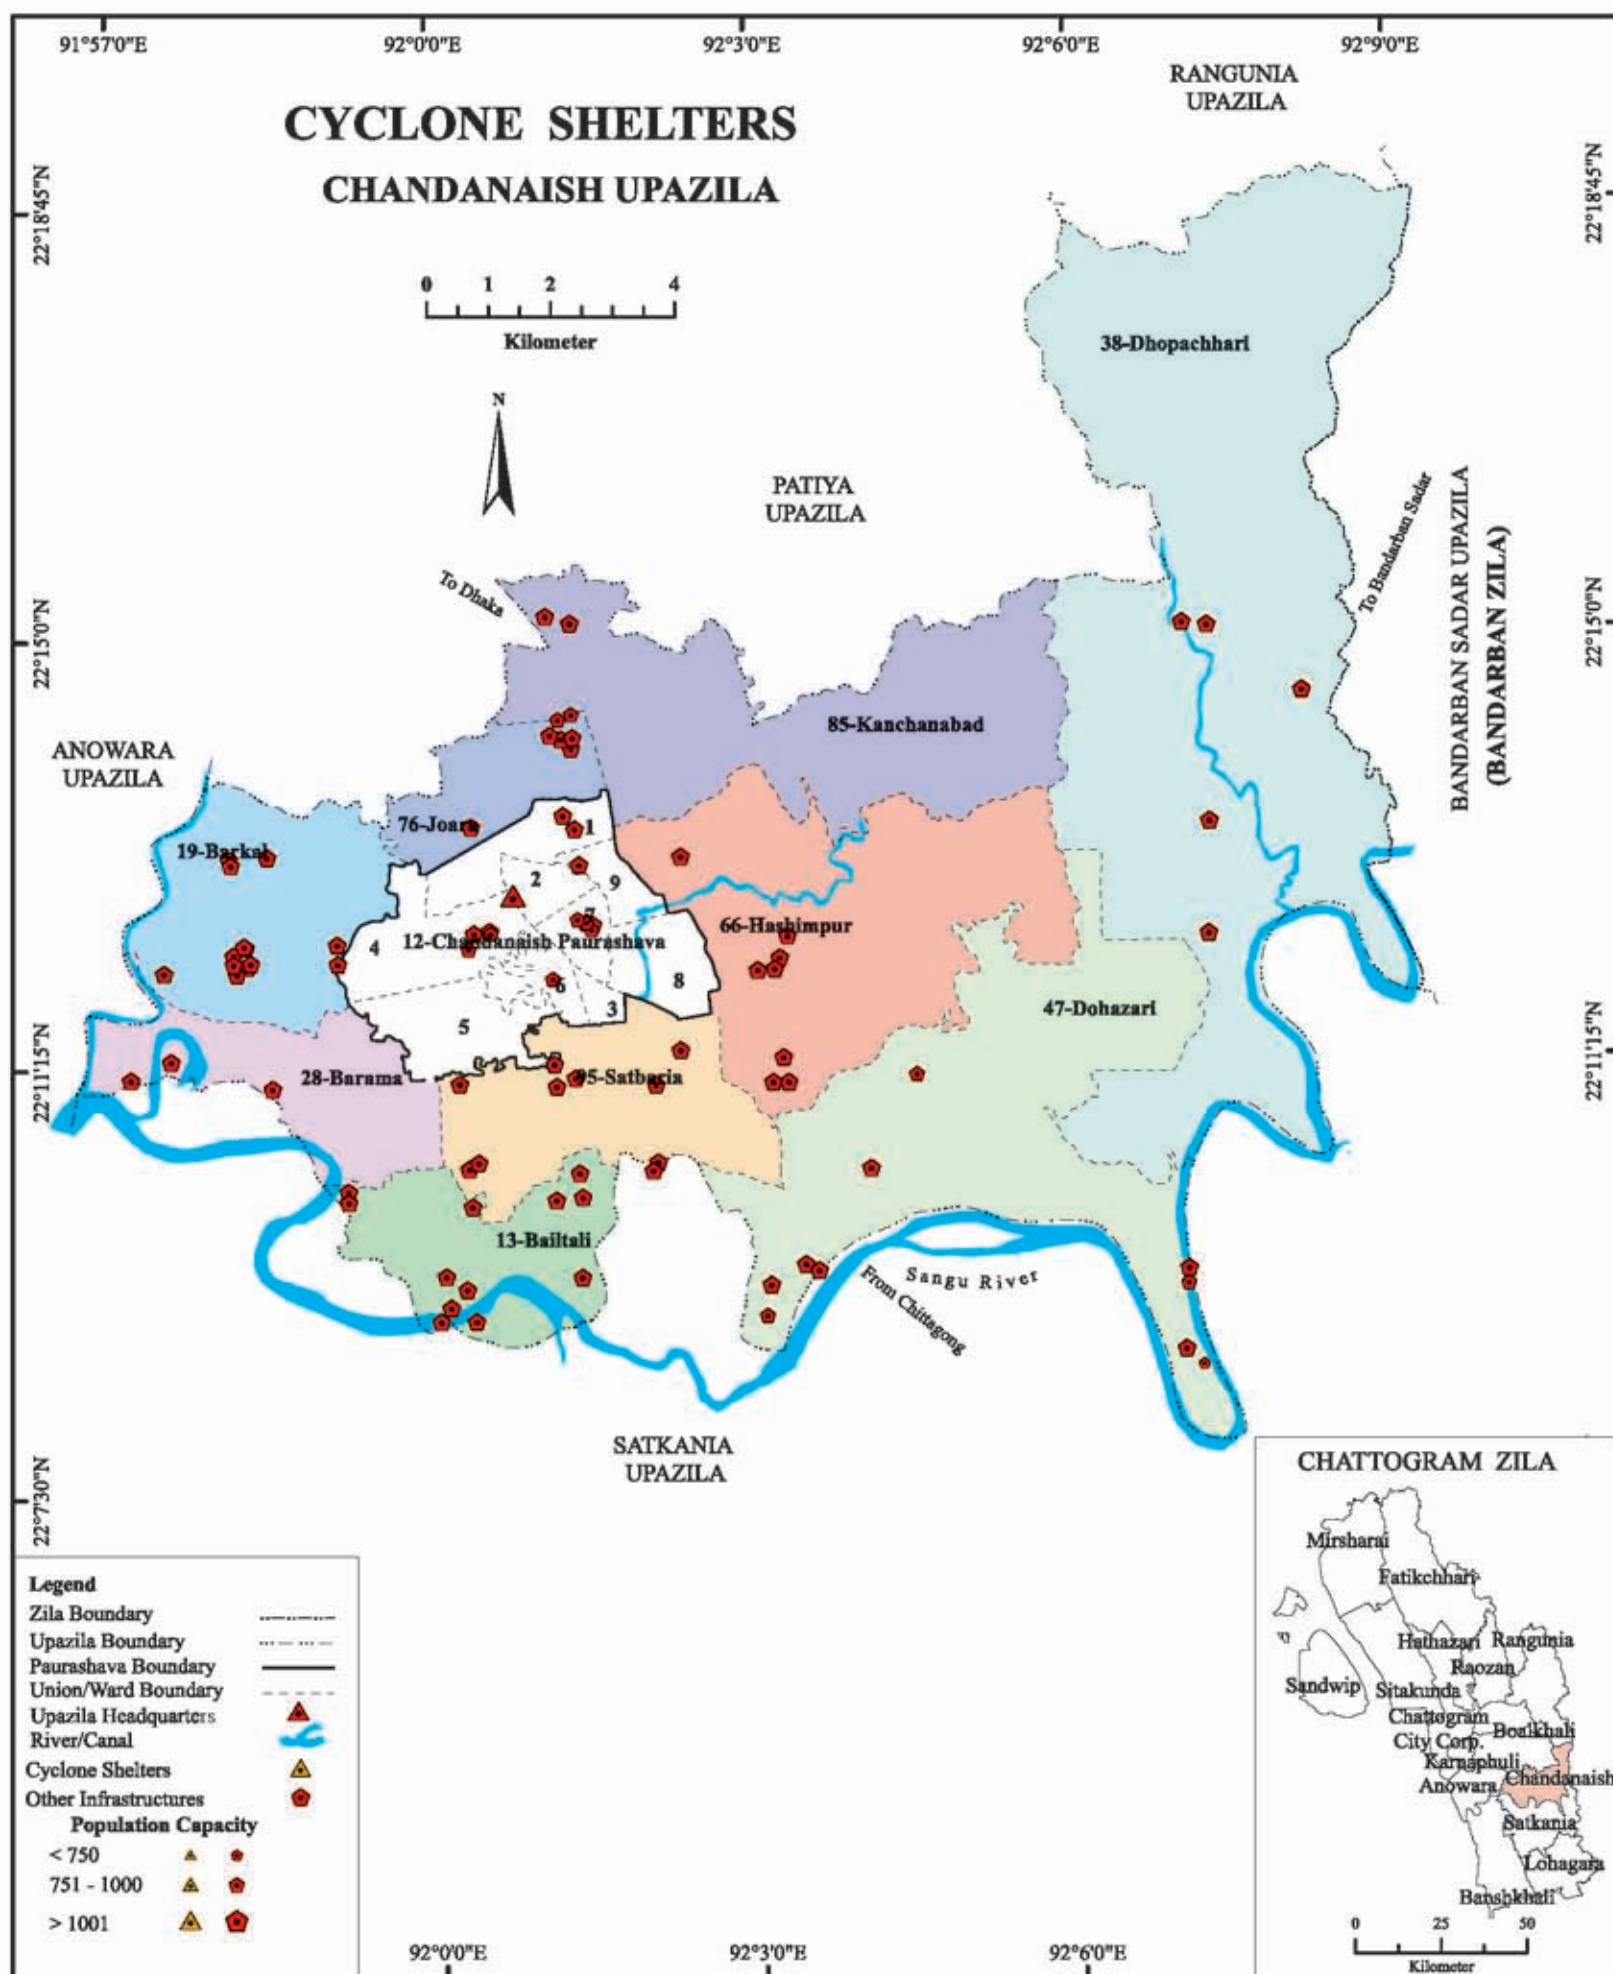 91°57'0"E
92°0'0"E
92°3'0"E
92°6'0"E
92°9'0"E
RANGUNIA
UPAZILA
CYCLONE SHELTERS
CHANDANAISH UPAZILA
22°18'45"N
22°18'45"N
0 1 2 4
Kilometer
N
38-Dhopachhari
PATIYA
UPAZILA
To Dhaka
To Bandarban Sadar
BANDARBAN SADAR UPAZILA
(BANDARBAN ZILA)
22°15'0"N
22°15'0"N
85-Kanchanabad
ANOWARA
UPAZILA
76-Joara
1
19-Barkal
2
9
7
66-Hashimpur
12-Chandanaish Paurashava
4
8
6
3
5
47-Dohazari
22°11'15"N
22°11'15"N
28-Barama
95-Satbaria
13-Bailtali
Sangu River
From Chittagong
SATKANIA
UPAZILA
22°7'30"N
CHATTOGRAM ZILA
Mirsharai
Fatikchhari
Hathazari
Rangunia
Raozan
Sandwip
Sitakunda
Chattogram
City Corp.
Boalkhali
Karnaphuli
Anowara
Chandanaish
Satkania
Lohagara
Banshkhali
0 25 50
Kilometer
Legend
Zila Boundary
Upazila Boundary
Paurashava Boundary
Union/Ward Boundary
Upazila Headquarters
River/Canal
Cyclone Shelters
Other Infrastructures
Population Capacity
< 750
751 - 1000
> 1001
92°0'0"E
92°3'0"E
92°6'0"E